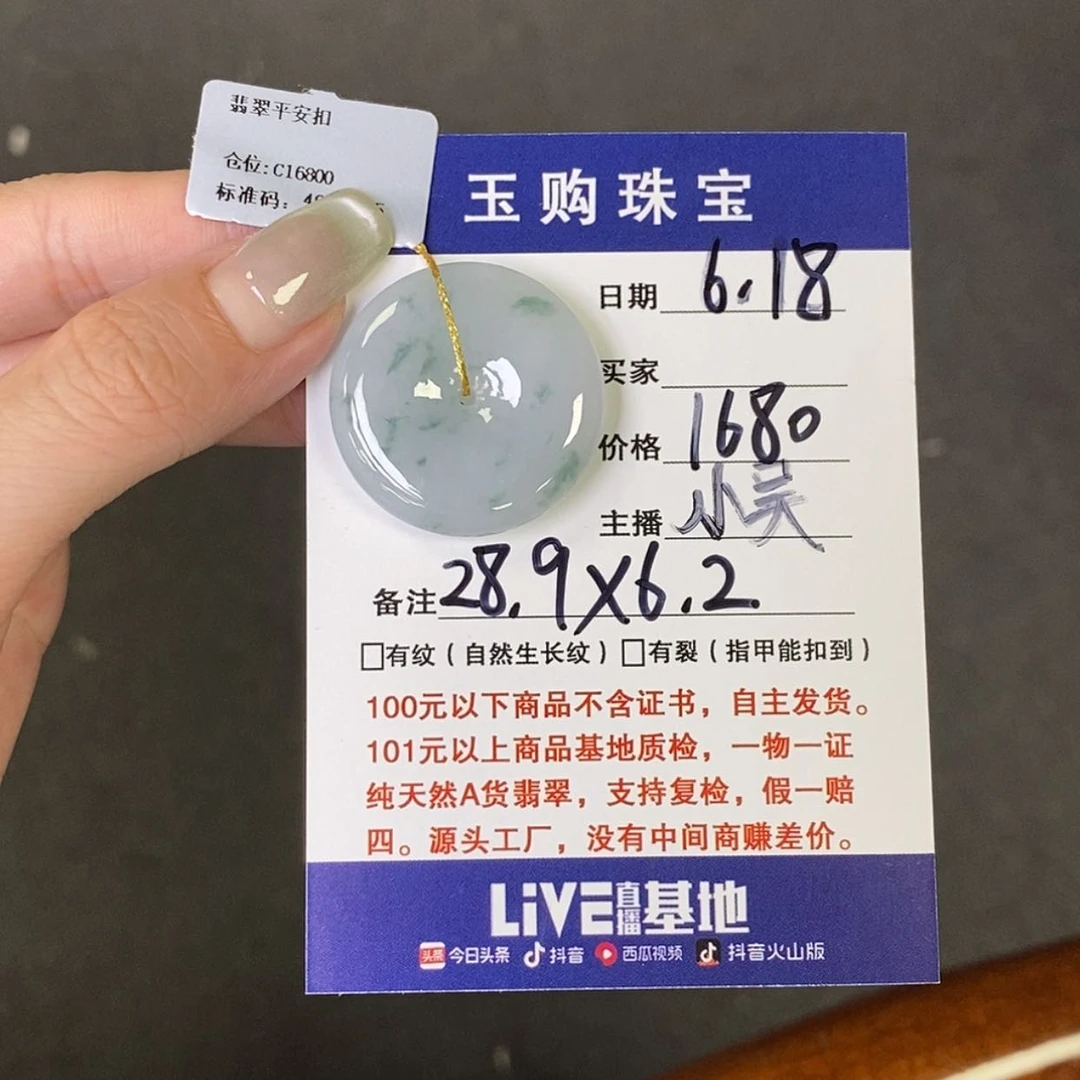 翡翠平安扣
仓位:C16800
标准码:
玉购珠宝
日期 6.18
买家
价格 1680
主播 小吴
备注 28.9X6.2
□有纹（自然生长纹）□有裂（指甲能扣到）
100元以下商品不含证书，自主发货。
101元以上商品基地质检，一物一证
纯天然A货翡翠，支持复检，假一赔
四。源头工厂，没有中间商赚差价。
LiVE直播基地
头条 今日头条 抖音 西瓜视频 抖音火山版